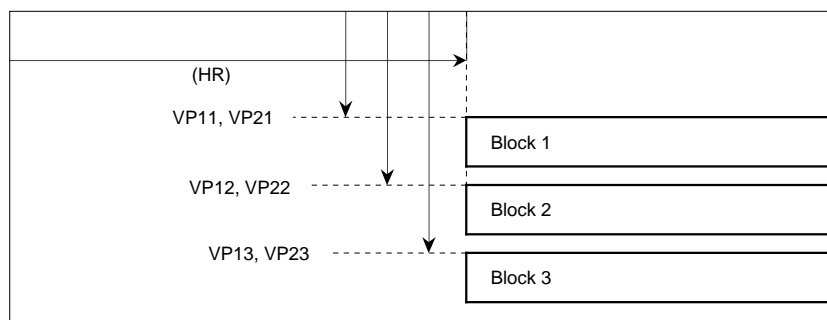 (HR)
VP11, VP21
Block 1
VP12, VP22
Block 2
VP13, VP23
Block 3